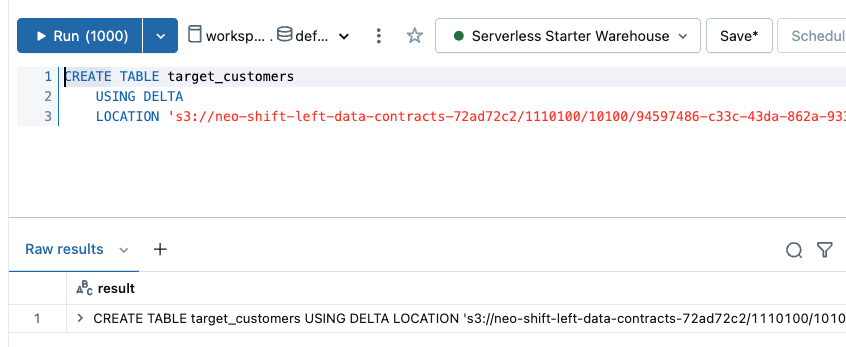 Run (1000) worksp... . def... Serverless Starter Warehouse Save* Schedul
1 CREATE TABLE target_customers
2 USING DELTA
3 LOCATION 's3://neo-shift-left-data-contracts-72ad72c2/1110100/10100/94597486-c33c-43da-862a-933
Raw results +
ABC result
1 > CREATE TABLE target_customers USING DELTA LOCATION 's3://neo-shift-left-data-contracts-72ad72c2/1110100/1010